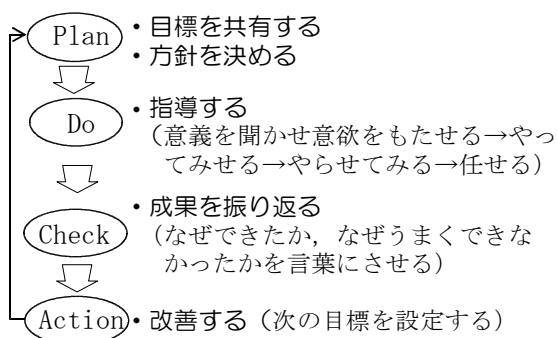 Plan
・目標を共有する
・方針を決める
Do
・指導する
（意義を聞かせ意欲をもたせる→やっ
てみせる→やらせてみる→任せる）
Check
・成果を振り返る
（なぜできたか，なぜうまくできな
かったかを言葉にさせる）
Action・改善する（次の目標を設定する）